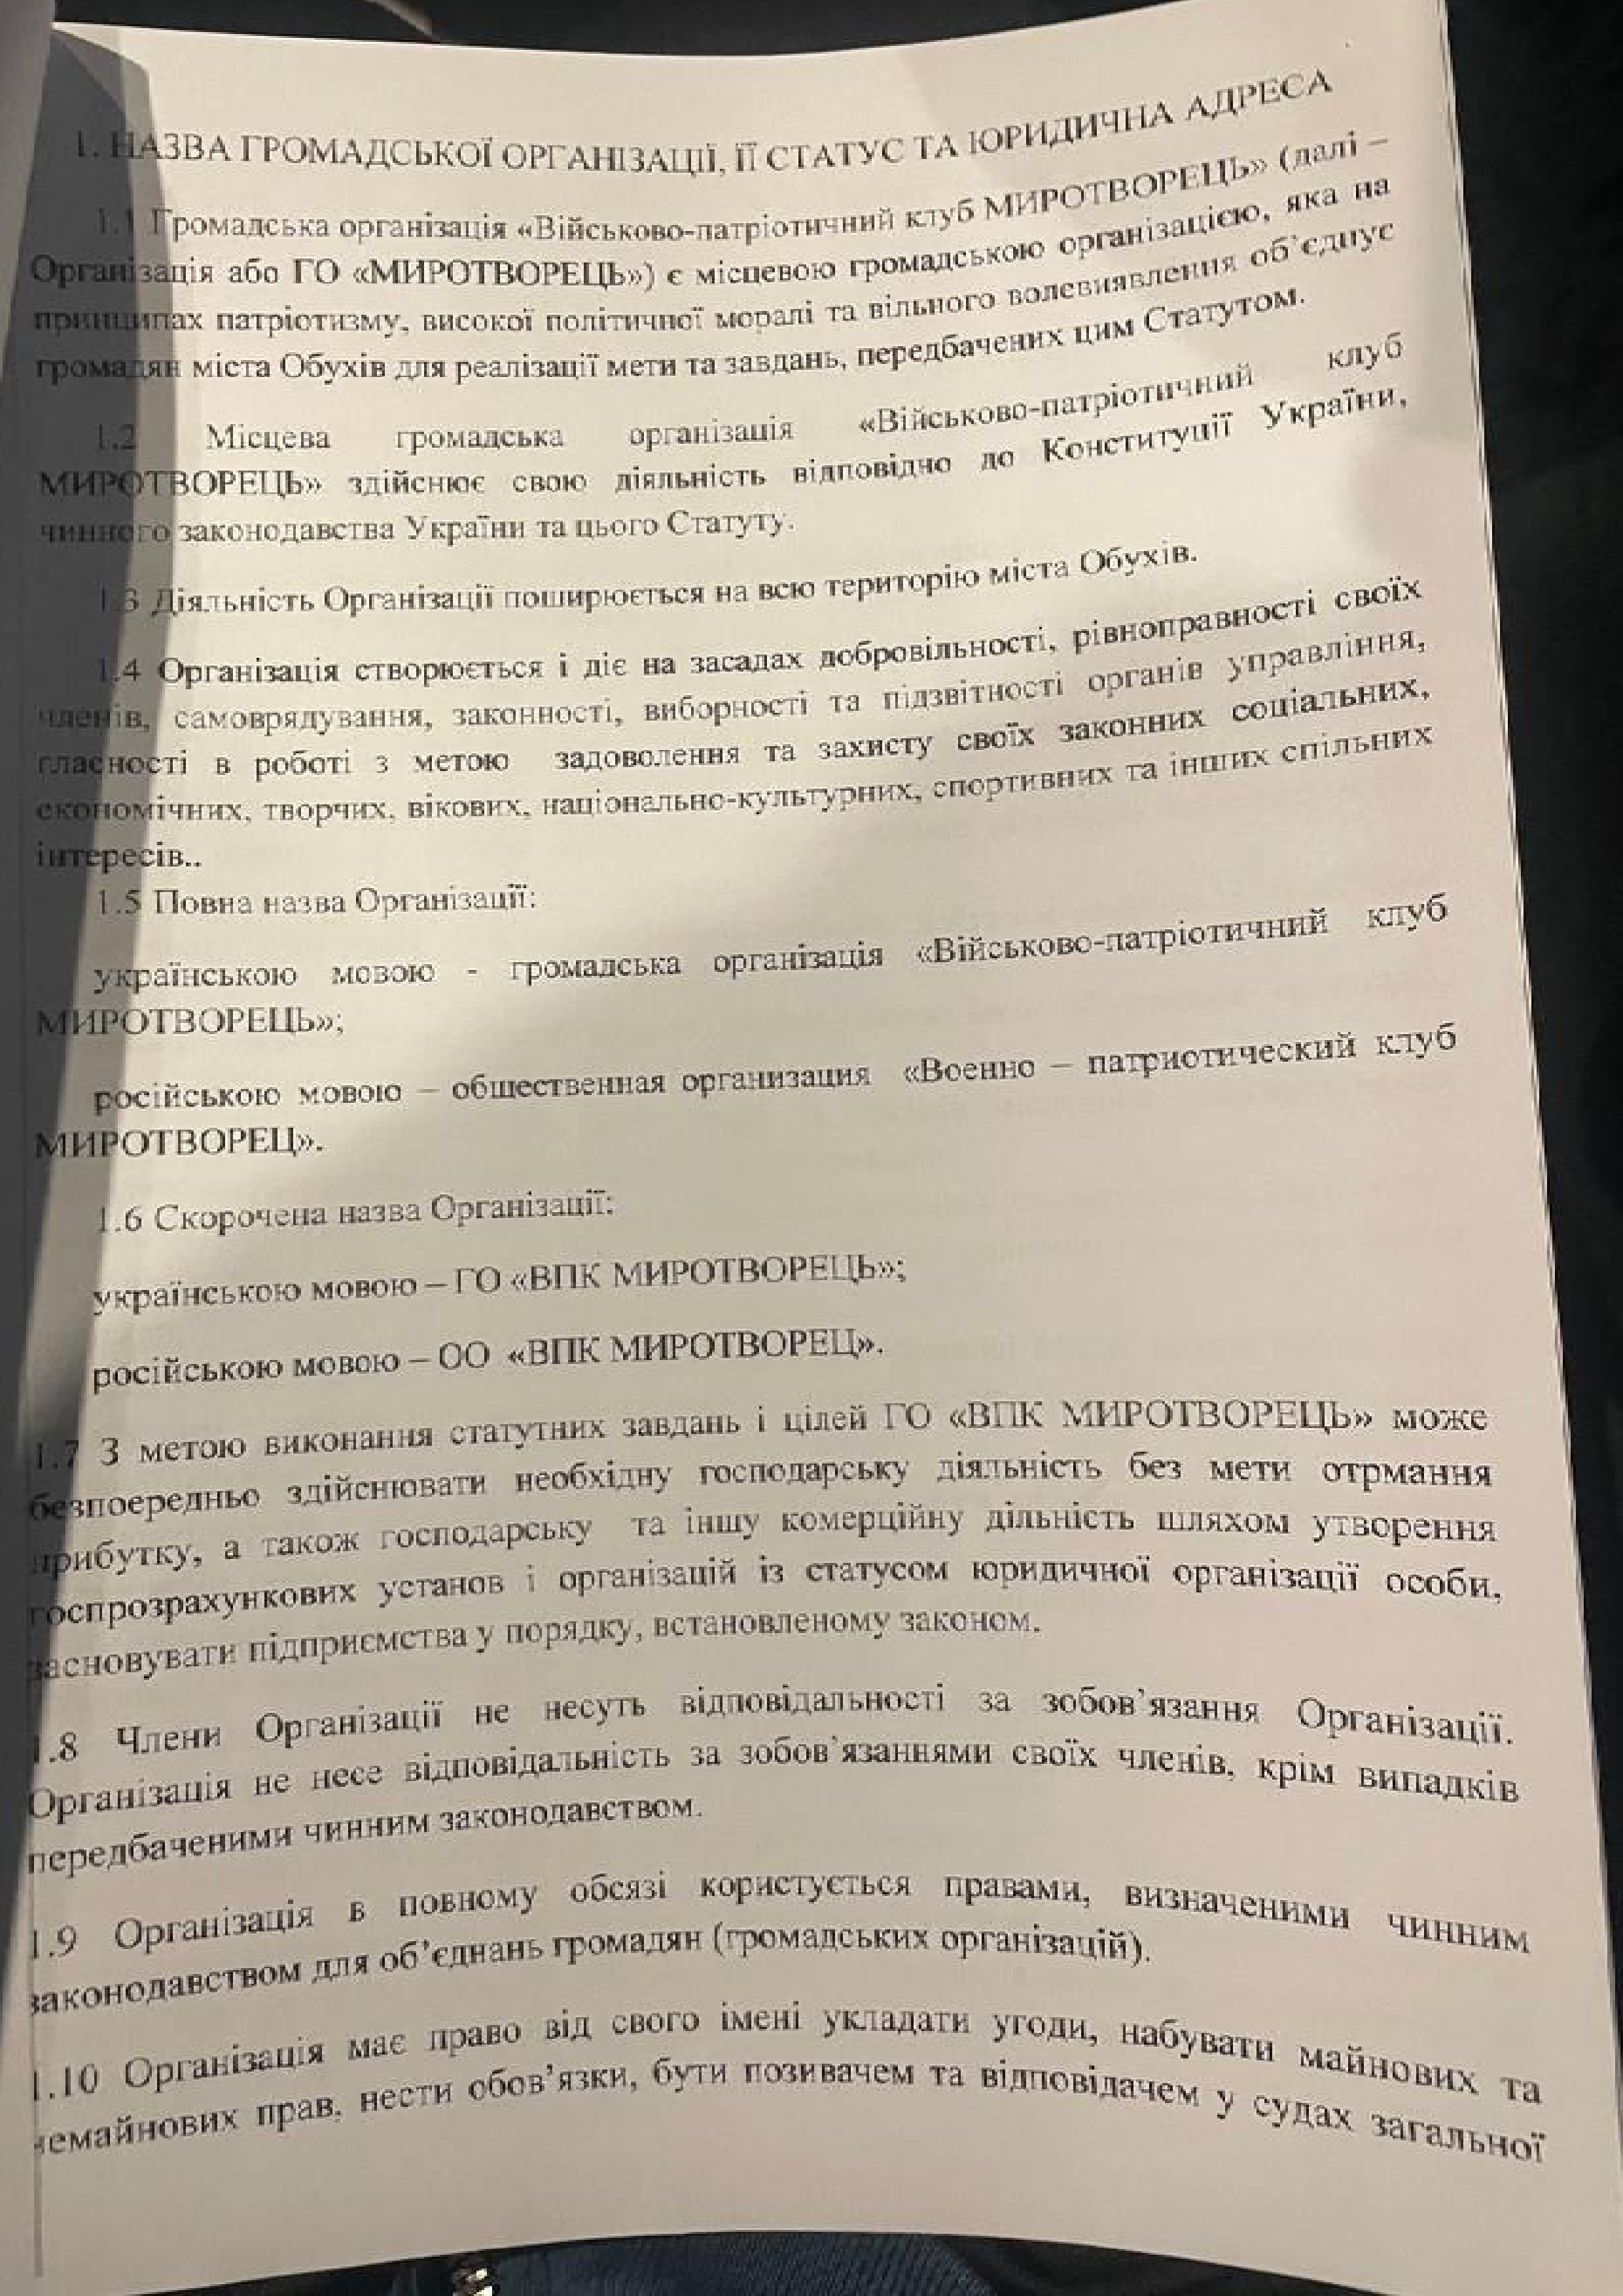 1. НАЗВА ГРОМАДСЬКОЇ ОРГАНІЗАЦІЇ, ЇЇ СТАТУС ТА ЮРИДИЧНА АДРЕСА
1.1 Громадська організація «Військово-патріотичний клуб МИРОТВОРЕЦЬ» (далі –
Організація або ГО «МИРОТВОРЕЦЬ») є місцевою громадською організацією, яка на
принципах патріотизму, високої політичної моралі та вільного волевиявлення об’єднує
громадян міста Обухів для реалізації мети та завдань, передбачених цим Статутом.
1.2 Місцева громадська організація «Військово-патріотичний клуб
МИРОТВОРЕЦЬ» здійснює свою діяльність відповідно до Конституції України,
чинного законодавства України та цього Статуту.
1.3 Діяльність Організації поширюється на всю територію міста Обухів.
1.4 Організація створюється і діє на засадах добровільності, рівноправності своїх
членів, самоврядування, законності, виборності та підзвітності органів управління,
гласності в роботі з метою задоволення та захисту своїх законних соціальних,
економічних, творчих, вікових, національно-культурних, спортивних та інших спільних
інтересів..
1.5 Повна назва Організації:
українською мовою - громадська організація «Військово-патріотичний клуб
МИРОТВОРЕЦЬ»;
російською мовою – общественная организация «Военно – патриотический клуб
МИРОТВОРЕЦ».
1.6 Скорочена назва Організації:
українською мовою – ГО «ВПК МИРОТВОРЕЦЬ»;
російською мовою – ОО «ВПК МИРОТВОРЕЦ».
1.7 З метою виконання статутних завдань і цілей ГО «ВПК МИРОТВОРЕЦЬ» може
безпоередньо здійснювати необхідну господарську діяльність без мети отрмання
прибутку, а також господарську та іншу комерційну дільність шляхом утворення
госпрозрахункових установ і організацій із статусом юридичної організації особи,
засновувати підприємства у порядку, встановленому законом.
1.8 Члени Організації не несуть відповідальності за зобов’язання Організації.
Організація не несе відповідальність за зобов’язаннями своїх членів, крім випадків
передбаченими чинним законодавством.
1.9 Організація в повному обсязі користується правами, визначеними чинним
законодавством для об’єднань громадян (громадських організацій).
1.10 Організація має право від свого імені укладати угоди, набувати майнових та
немайнових прав, нести обов’язки, бути позивачем та відповідачем у судах загальної